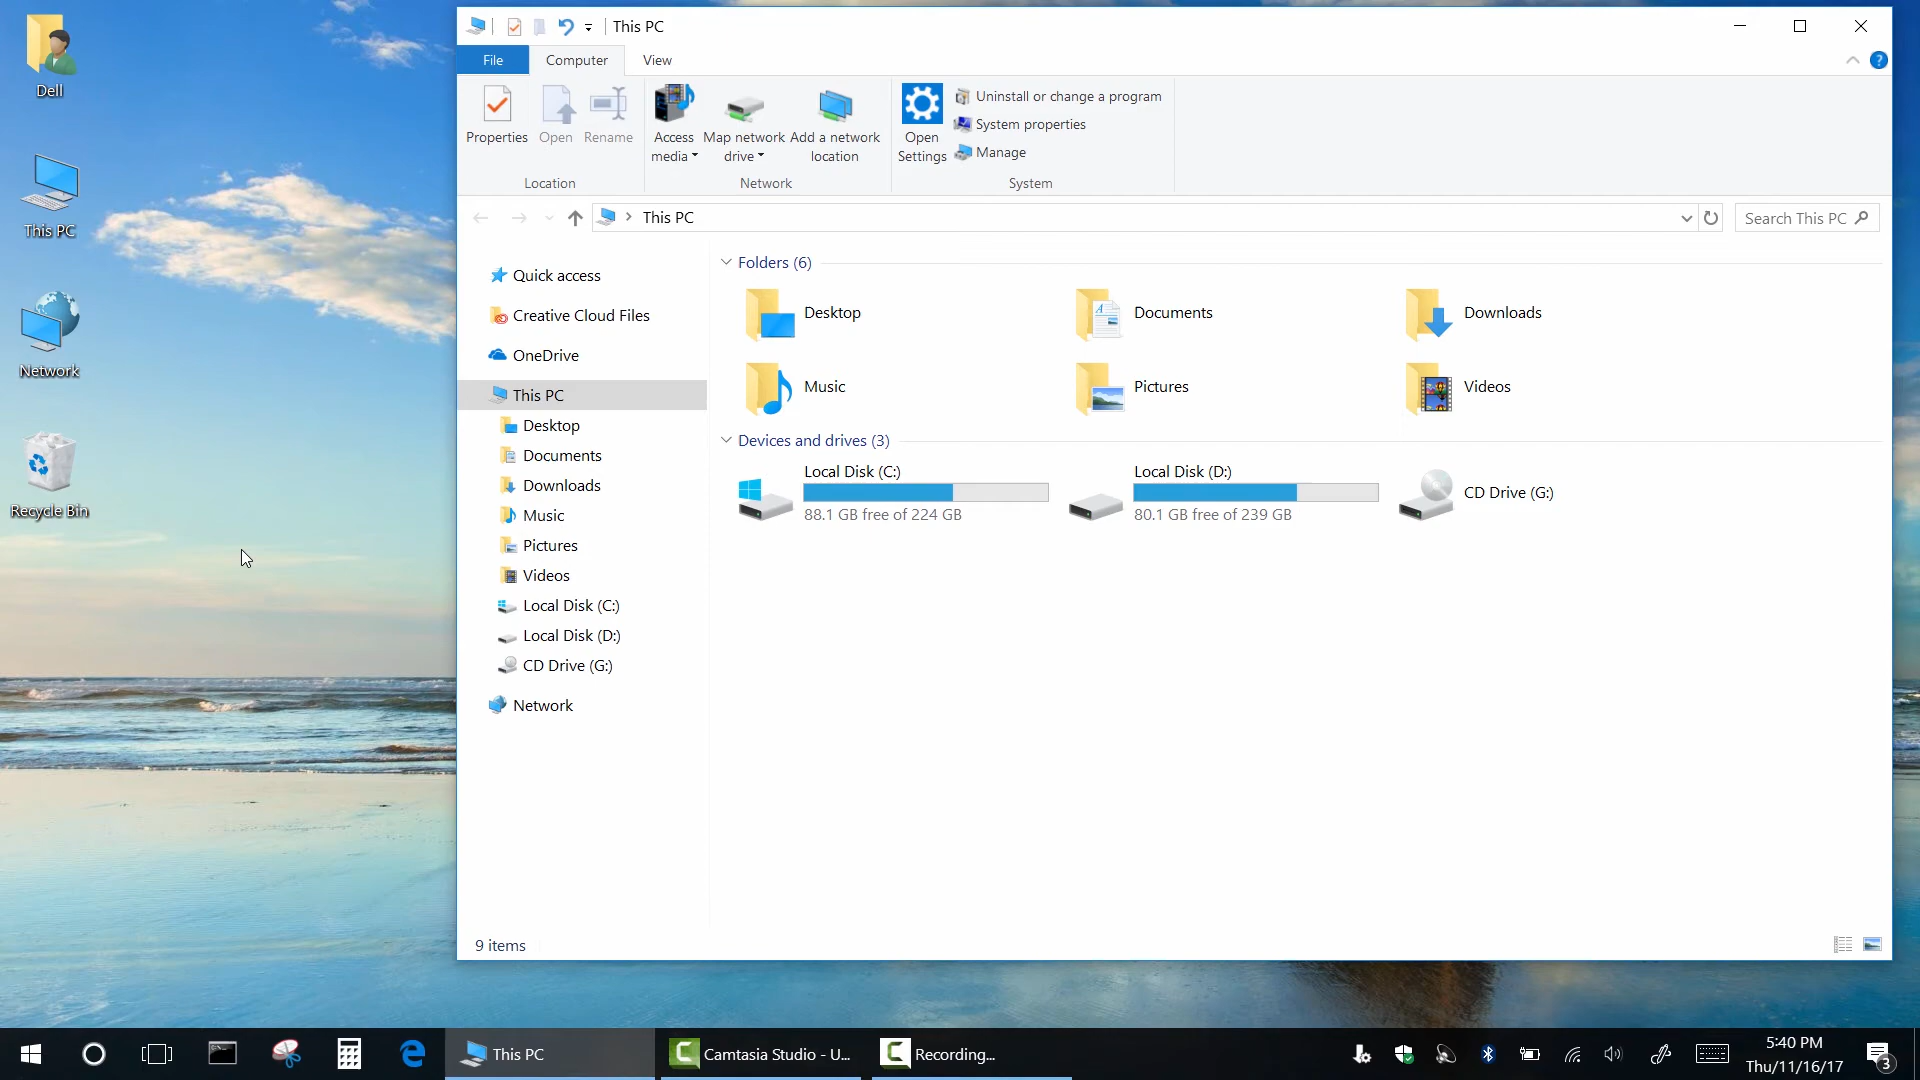 Dell
This PC
Network
Recycle Bin
This PC
File
Computer
View
Properties
Open
Rename
Access
media
Map network
drive
Add a network
location
Open
Settings
Uninstall or change a program
System properties
Manage
Location
Network
System
This PC
Search This PC
Quick access
Creative Cloud Files
OneDrive
This PC
Desktop
Documents
Downloads
Music
Pictures
Videos
Local Disk (C:)
Local Disk (D:)
CD Drive (G:)
Network
Folders (6)
Desktop
Documents
Downloads
Music
Pictures
Videos
Devices and drives (3)
Local Disk (C:)
88.1 GB free of 224 GB
Local Disk (D:)
80.1 GB free of 239 GB
CD Drive (G:)
9 items
This PC
Camtasia Studio - U...
Recording...
5:40 PM
Thu/11/16/17
3